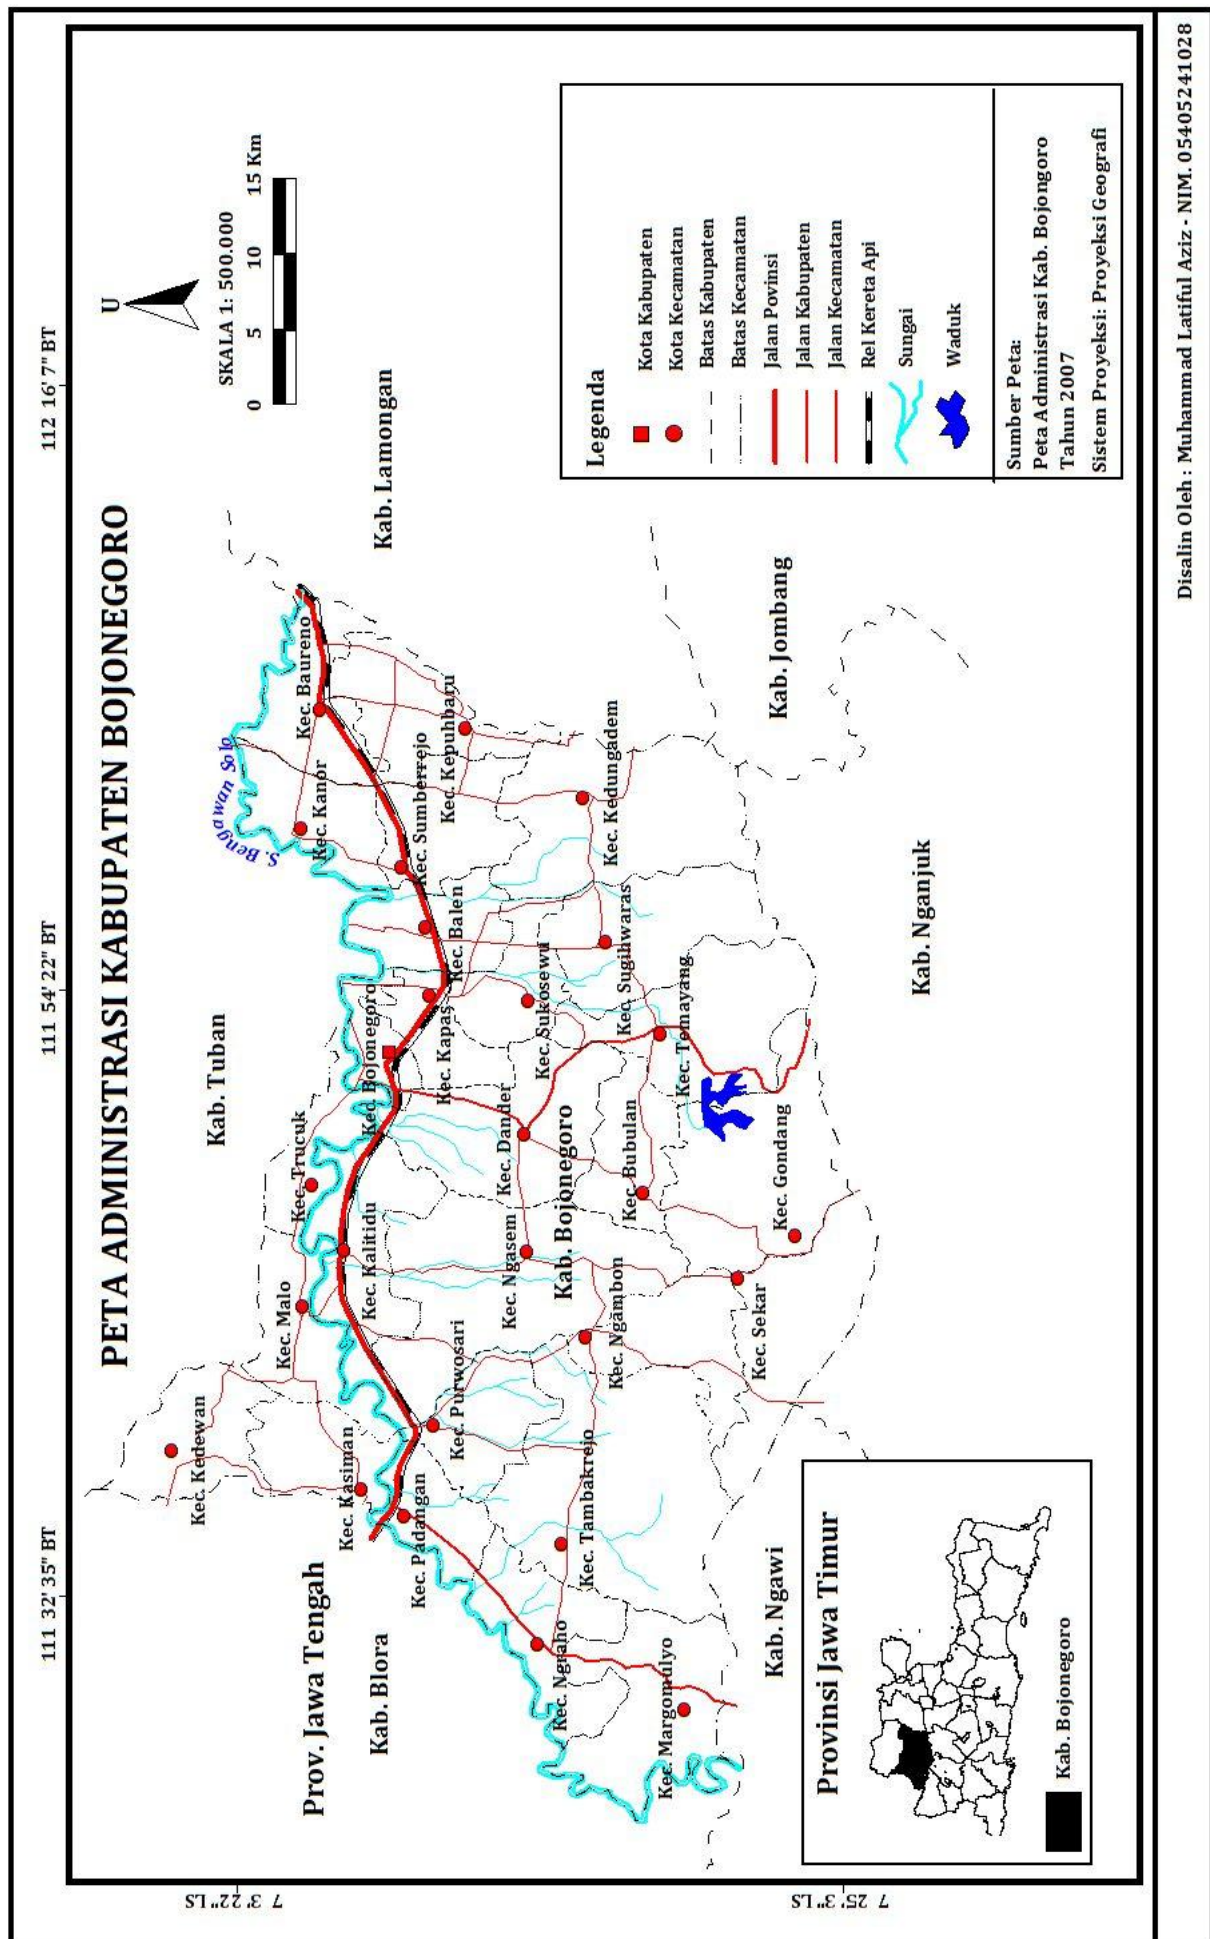 PETA ADMINISTRASI KABUPATEN BOJONEGORO
111 32' 35" BT
111 54' 22" BT
112 16' 7" BT
7 3' 22" LS
7 25' 3" LS
U
SKALA 1: 500.000
0 5 10 15 Km
Prov. Jawa Tengah
Kab. Blora
Kab. Tuban
Kab. Lamongan
Kab. Jombang
Kab. Nganjuk
Kab. Ngawi
Kab. Bojonegoro
S. Bengawan Solo
Kec. Kedewan
Kec. Kasiman
Kec. Malo
Kec. Trucuk
Kec. Padangan
Kec. Purwosari
Kec. Kalitidu
Kec. Bojonegoro
Kec. Kapas
Kec. Balen
Kec. Sumberrejo
Kec. Kanor
Kec. Baureno
Kec. Kepuhbaru
Kec. Kedungadem
Kec. Sugihwaras
Kec. Sukosewu
Kec. Temayang
Kec. Dander
Kec. Bubulan
Kec. Gondang
Kec. Ngasem
Kec. Ngambon
Kec. Sekar
Kec. Tambakrejo
Kec. Ngraho
Kec. Margomulyo
Legenda
Kota Kabupaten
Kota Kecamatan
Batas Kabupaten
Batas Kecamatan
Jalan Povinsi
Jalan Kabupaten
Jalan Kecamatan
Rel Kereta Api
Sungai
Waduk
Sumber Peta:
Peta Administrasi Kab. Bojongoro
Tahun 2007
Sistem Proyeksi: Proyeksi Geografi
Provinsi Jawa Timur
Kab. Bojonegoro
Disalin Oleh : Muhammad Latiful Aziz - NIM. 05405241028